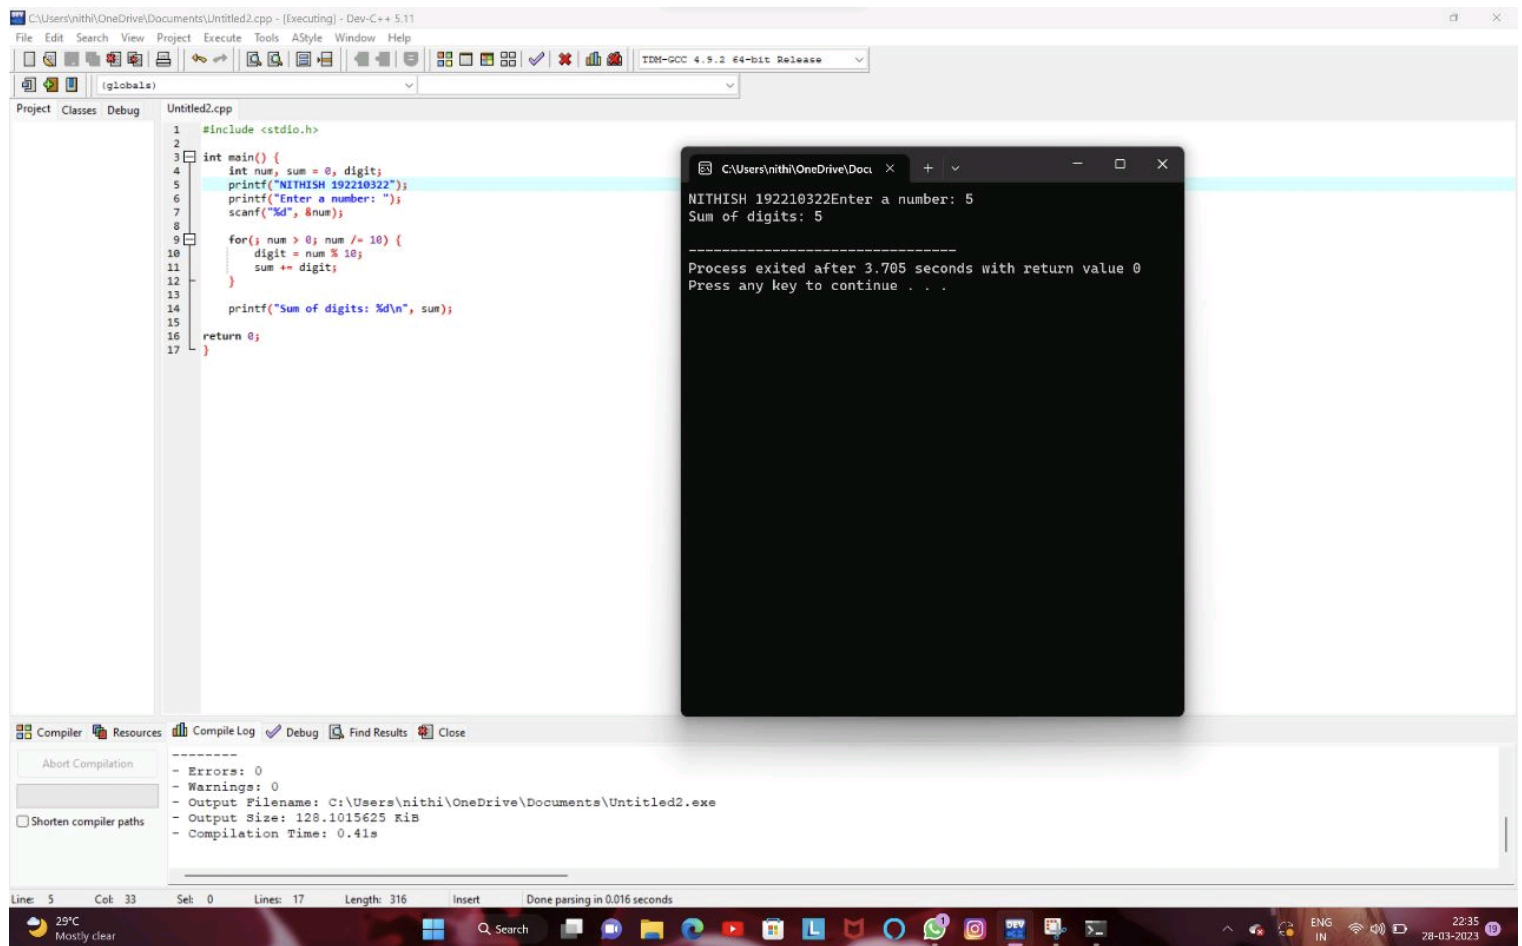 C:\Users\nithi\OneDrive\Documents\Untitled2.cpp - [Executing] - Dev-C++ 5.11
File Edit Search View Project Execute Tools AStyle Window Help
TDM-GCC 4.9.2 64-bit Release
(globals)
Project Classes Debug
Untitled2.cpp
1 #include <stdio.h>
2
3 int main() {
4 int num, sum = 0, digit;
5 printf("NITHISH 192210322");
6 printf("Enter a number: ");
7 scanf("%d", &num);
8
9 for(; num > 0; num /= 10) {
10 digit = num % 10;
11 sum += digit;
12 }
13
14 printf("Sum of digits: %d\n", sum);
15
16 return 0;
17 }
C:\Users\nithi\OneDrive\Docu
NITHISH 192210322Enter a number: 5
Sum of digits: 5
--------------------------------
Process exited after 3.705 seconds with return value 0
Press any key to continue . . .
Compiler Resources Compile Log Debug Find Results Close
Abort Compilation
Shorten compiler paths
--------
- Errors: 0
- Warnings: 0
- Output Filename: C:\Users\nithi\OneDrive\Documents\Untitled2.exe
- Output Size: 128.1015625 KiB
- Compilation Time: 0.41s
Line: 5 Col: 33 Sel: 0 Lines: 17 Length: 316 Insert Done parsing in 0.016 seconds
29°C
Mostly clear
Search
L
1
DEV
ENG
IN
22:35
28-03-2023
19